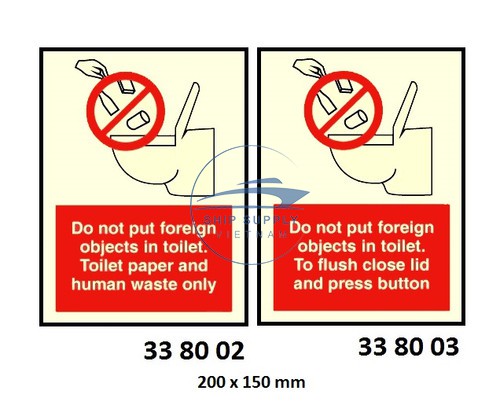 Do not put foreign
objects in toilet.
Toilet paper and
human waste only
Do not put foreign
objects in toilet.
To flush close lid
and press button
SHIP SUPPLY
VIETNAM
33 80 02
33 80 03
200 x 150 mm